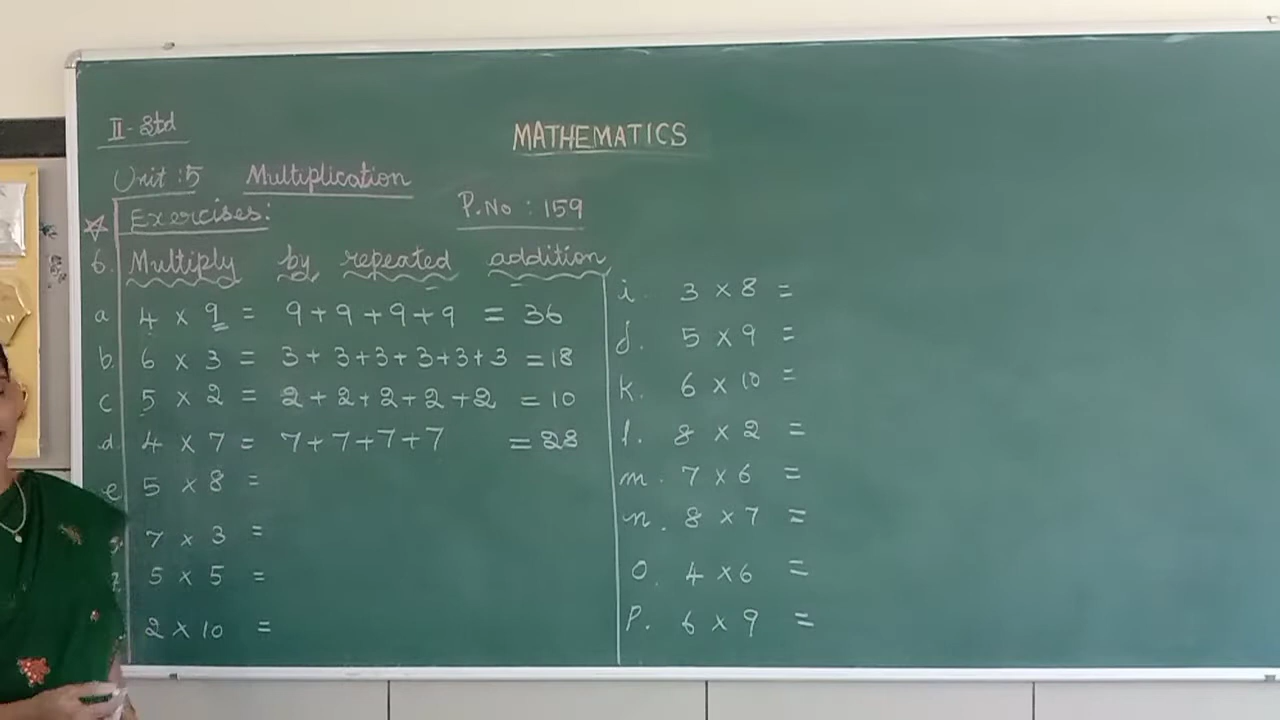 II - Std
MATHEMATICS
Unit : 5 Multiplication
Exercises: P.No : 159
6. Multiply by repeated addition
a 4 × 9 = 9 + 9 + 9 + 9 = 36
b. 6 × 3 = 3 + 3 + 3 + 3 + 3 + 3 = 18
c 5 × 2 = 2 + 2 + 2 + 2 + 2 = 10
d. 4 × 7 = 7 + 7 + 7 + 7 = 28
e 5 × 8 =
7 × 3 =
5 × 5 =
2 × 10 =
i. 3 × 8 =
j. 5 × 9 =
k. 6 × 10 =
l. 8 × 2 =
m. 7 × 6 =
n. 8 × 7 =
o. 4 × 6 =
p. 6 × 9 =